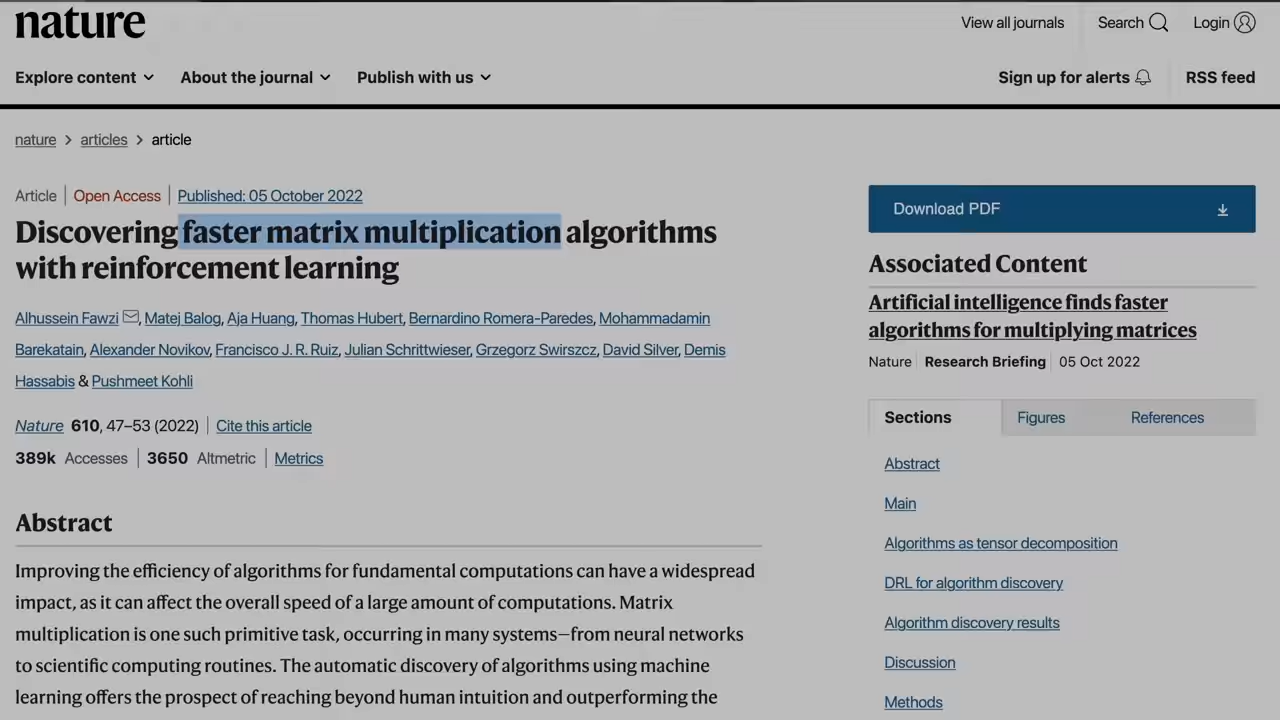 nature
View all journals Search Login
Explore content About the journal Publish with us
Sign up for alerts RSS feed
nature > articles > article
Article | Open Access | Published: 05 October 2022
Discovering faster matrix multiplication algorithms
with reinforcement learning
Alhussein Fawzi, Matej Balog, Aja Huang, Thomas Hubert, Bernardino Romera-Paredes, Mohammadamin
Barekatain, Alexander Novikov, Francisco J. R. Ruiz, Julian Schrittwieser, Grzegorz Swirszcz, David Silver, Demis
Hassabis & Pushmeet Kohli
Nature 610, 47–53 (2022) | Cite this article
389k Accesses | 3650 Altmetric | Metrics
Abstract
Improving the efficiency of algorithms for fundamental computations can have a widespread
impact, as it can affect the overall speed of a large amount of computations. Matrix
multiplication is one such primitive task, occurring in many systems—from neural networks
to scientific computing routines. The automatic discovery of algorithms using machine
learning offers the prospect of reaching beyond human intuition and outperforming the
Download PDF
Associated Content
Artificial intelligence finds faster
algorithms for multiplying matrices
Nature | Research Briefing | 05 Oct 2022
Sections Figures References
Abstract
Main
Algorithms as tensor decomposition
DRL for algorithm discovery
Algorithm discovery results
Discussion
Methods